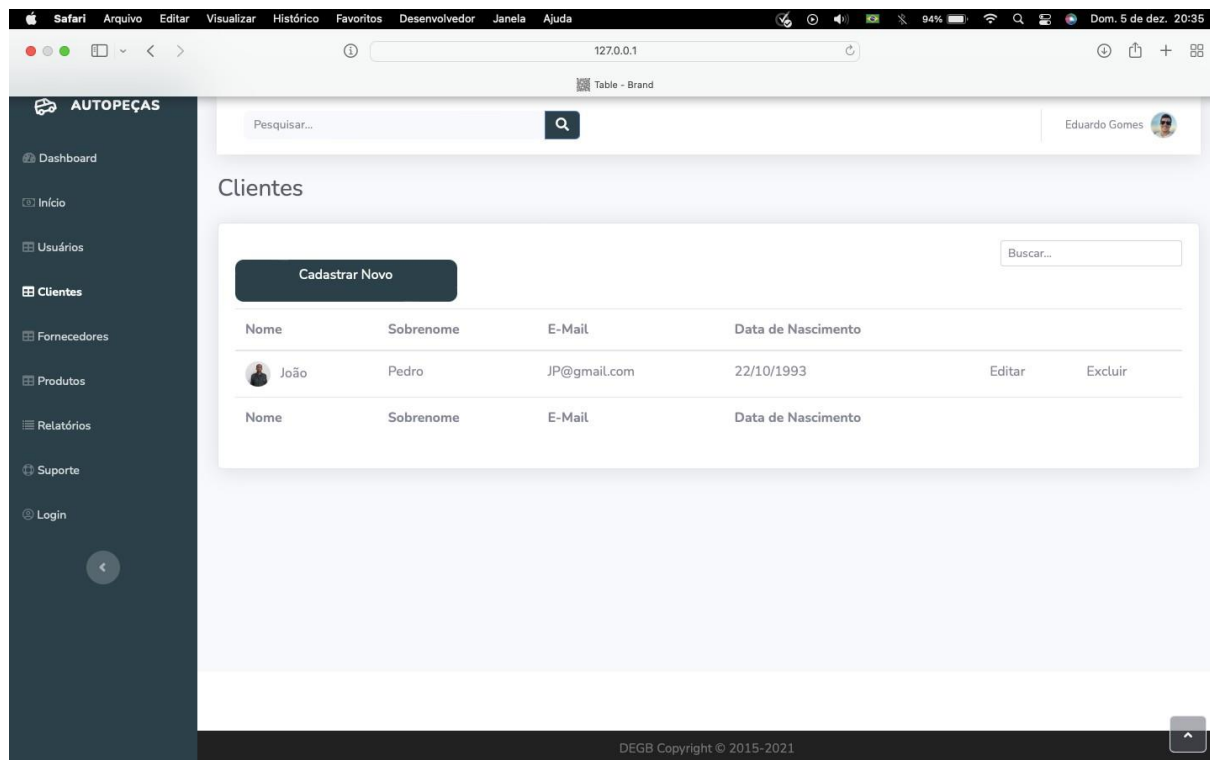 Safari Arquivo Editar Visualizar Histórico Favoritos Desenvolvedor Janela Ajuda 94% Dom. 5 de dez. 20:35
127.0.0.1
Table - Brand
AUTOPEÇAS
Dashboard
Início
Usuários
Clientes
Fornecedores
Produtos
Relatórios
Suporte
Login
Pesquisar... Eduardo Gomes
Clientes
Buscar...
Cadastrar Novo
Nome Sobrenome E-Mail Data de Nascimento
João Pedro JP@gmail.com 22/10/1993 Editar Excluir
Nome Sobrenome E-Mail Data de Nascimento
DEGB Copyright © 2015-2021